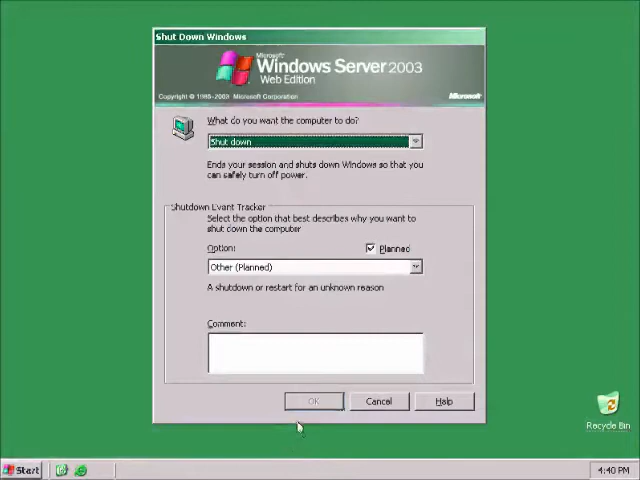 Shut Down Windows
Microsoft
Windows Server 2003
Web Edition
Copyright © 1985-2003 Microsoft Corporation
Microsoft
What do you want the computer to do?
Shut down
Ends your session and shuts down Windows so that you
can safely turn off power.
Shutdown Event Tracker
Select the option that best describes why you want to
shut down the computer
Option:
Planned
Other (Planned)
A shutdown or restart for an unknown reason
Comment:
OK
Cancel
Help
Recycle Bin
Start
4:40 PM